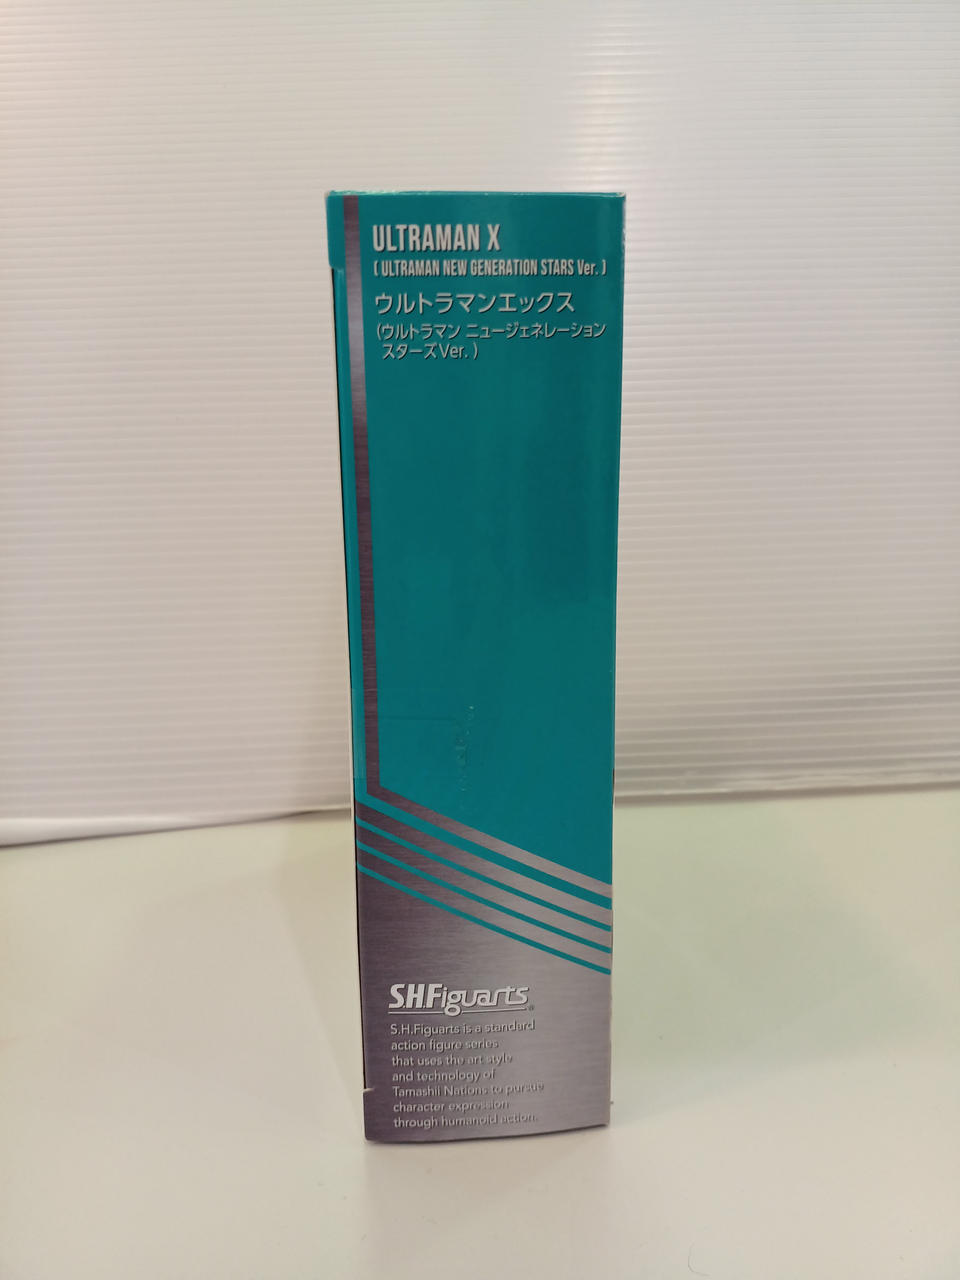 ULTRAMAN X
( ULTRAMAN NEW GENERATION STARS Ver. )
ウルトラマンエックス
(ウルトラマン ニュージェネレーション
スターズVer. )
S.H.Figuarts®
S.H.Figuarts is a standard
action figure series
that uses the art style
and technology of
Tamashii Nations to pursue
character expression
through humanoid action.